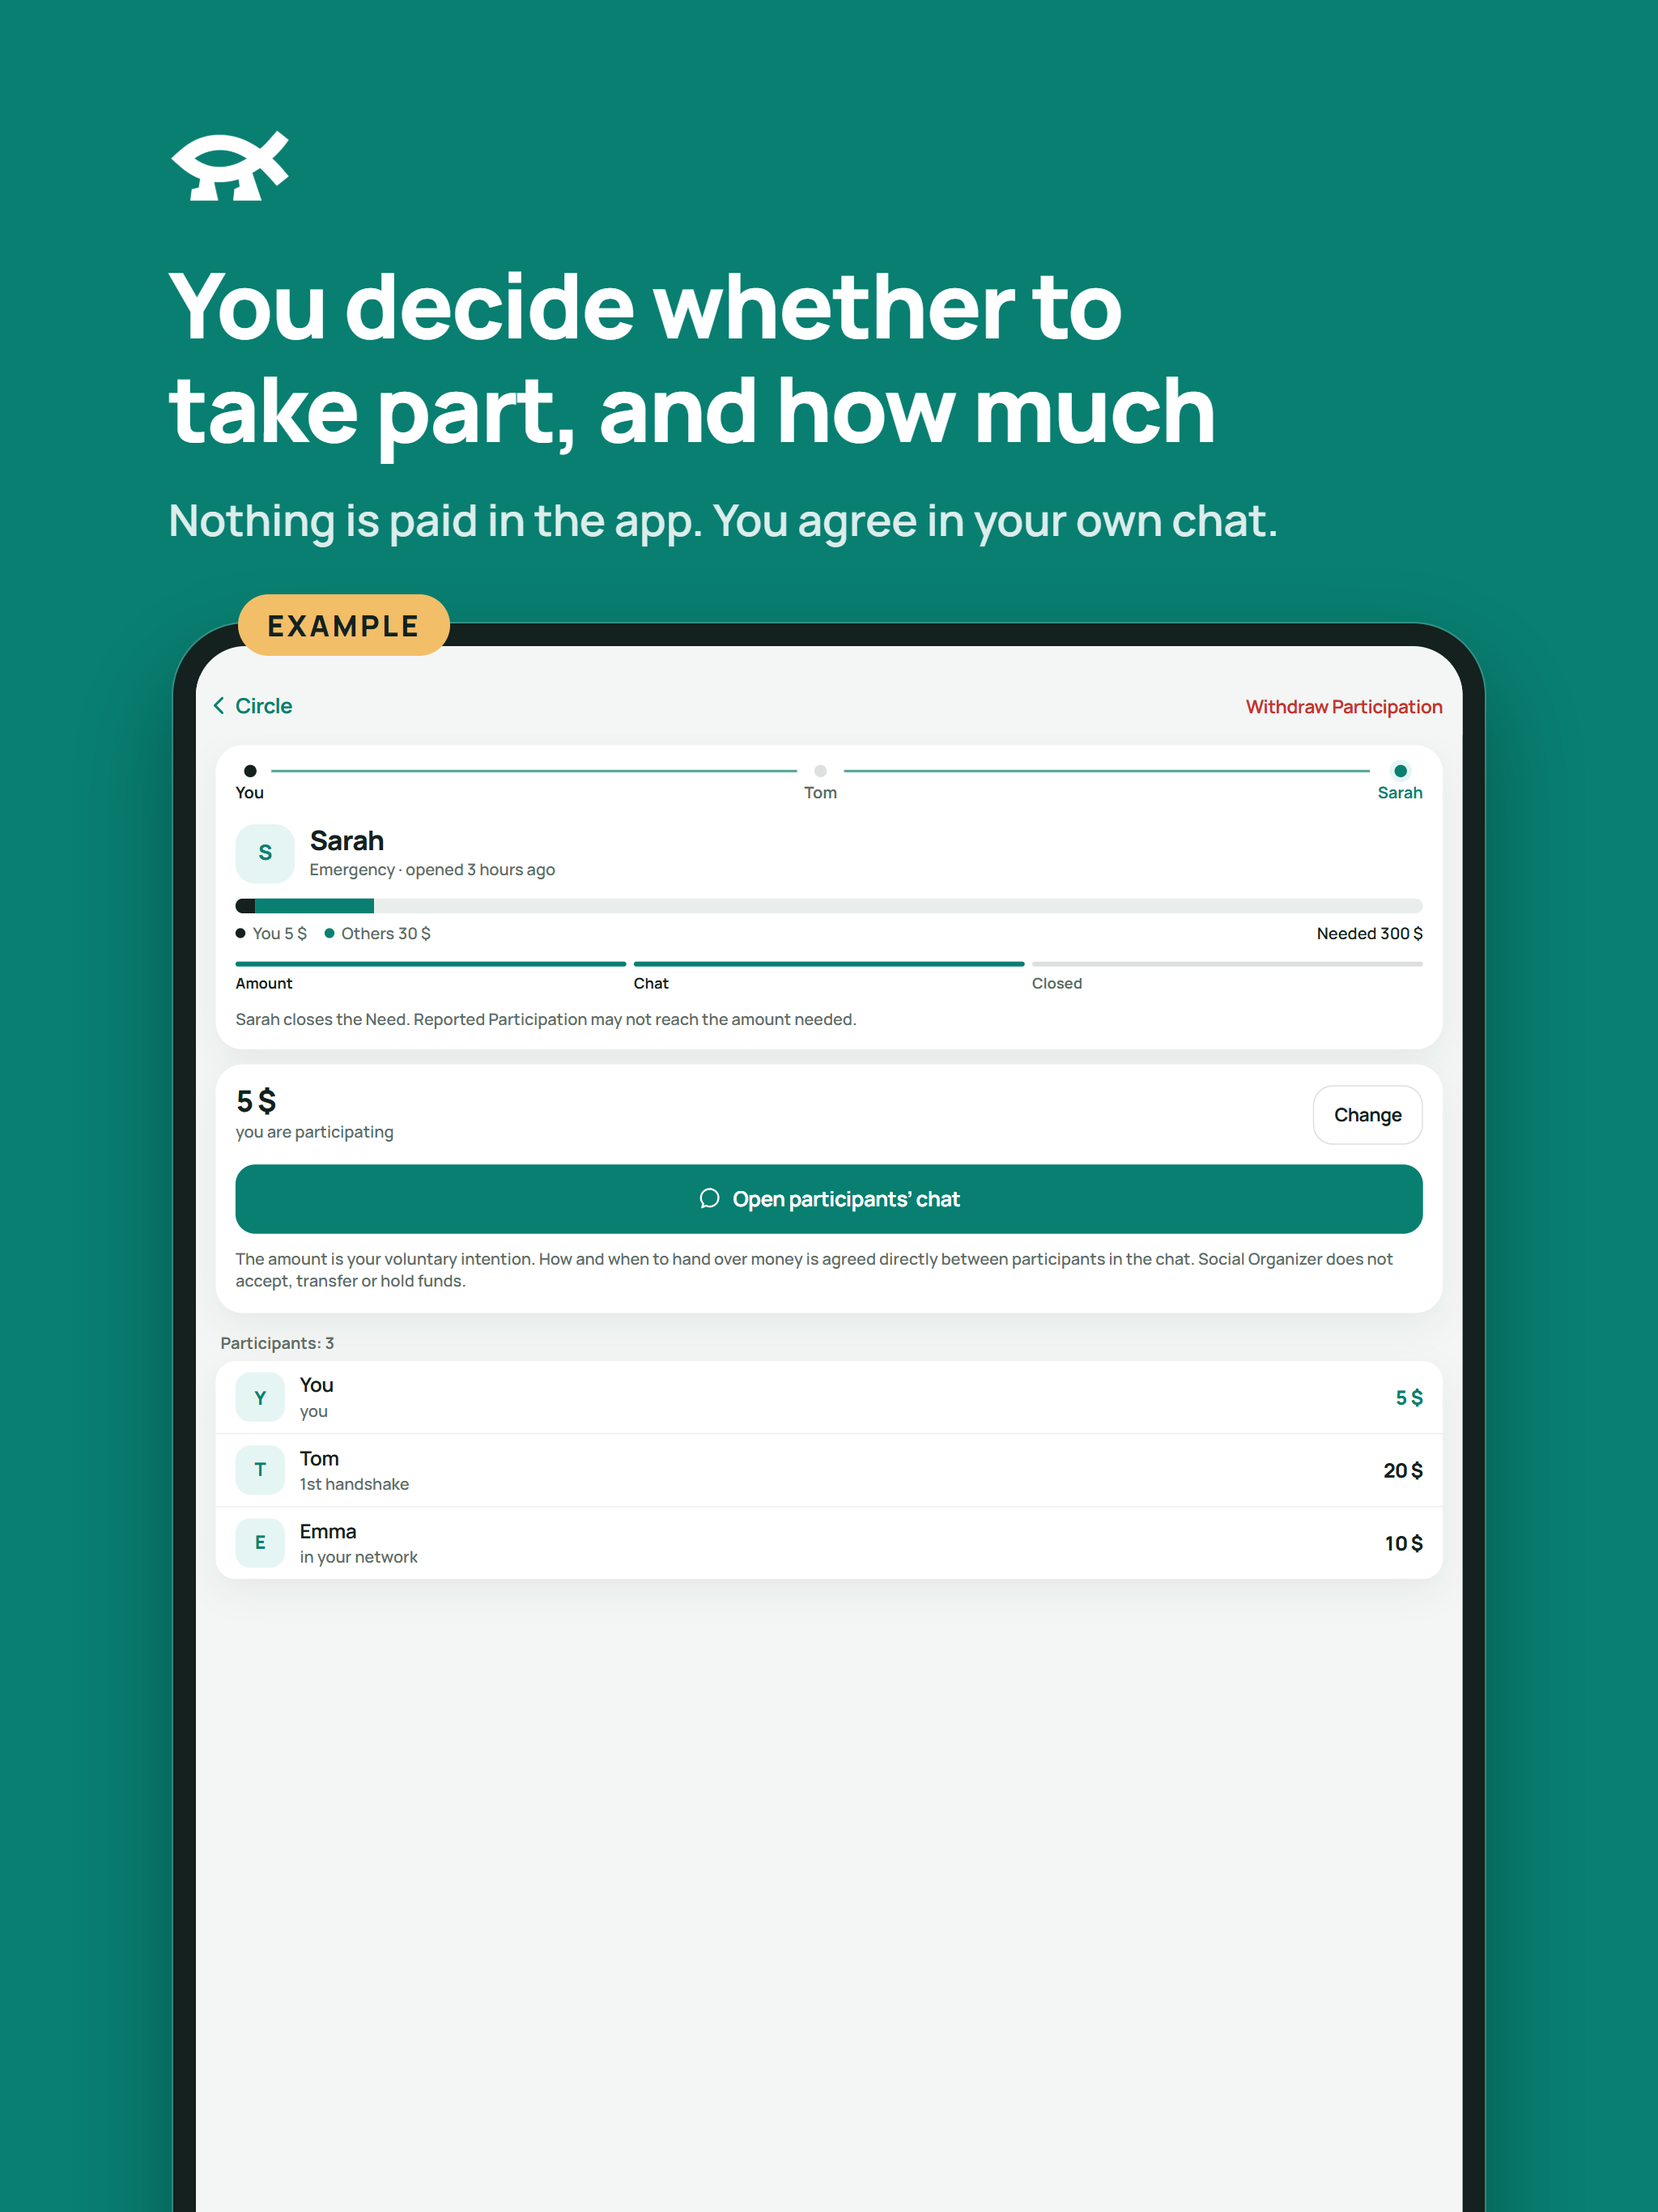 You decide whether to
take part, and how much
Nothing is paid in the app. You agree in your own chat.
EXAMPLE
Circle
Withdraw Participation
You
Tom
Sarah
S
Sarah
Emergency · opened 3 hours ago
You 5 $
Others 30 $
Needed 300 $
Amount
Chat
Closed
Sarah closes the Need. Reported Participation may not reach the amount needed.
5 $
you are participating
Change
Open participants’ chat
The amount is your voluntary intention. How and when to hand over money is agreed directly between participants in the chat. Social Organizer does not
accept, transfer or hold funds.
Participants: 3
Y
You
you
5 $
T
Tom
1st handshake
20 $
E
Emma
in your network
10 $